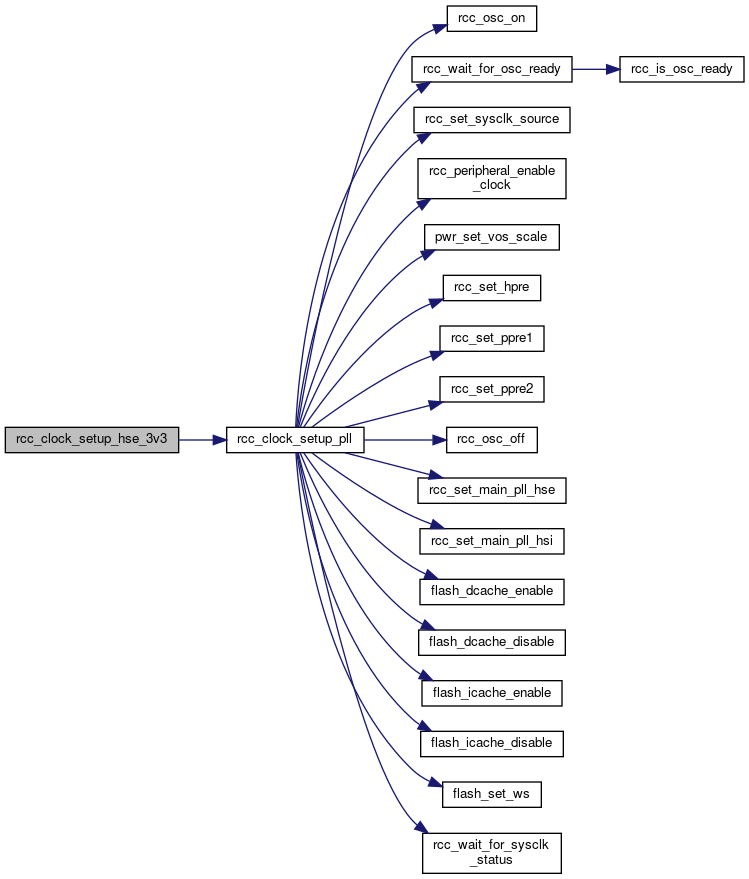 rcc_osc_on
rcc_wait_for_osc_ready
rcc_is_osc_ready
rcc_set_sysclk_source
rcc_peripheral_enable
_clock
pwr_set_vos_scale
rcc_set_hpre
rcc_set_ppre1
rcc_set_ppre2
rcc_clock_setup_hse_3v3
rcc_clock_setup_pll
rcc_osc_off
rcc_set_main_pll_hse
rcc_set_main_pll_hsi
flash_dcache_enable
flash_dcache_disable
flash_icache_enable
flash_icache_disable
flash_set_ws
rcc_wait_for_sysclk
_status